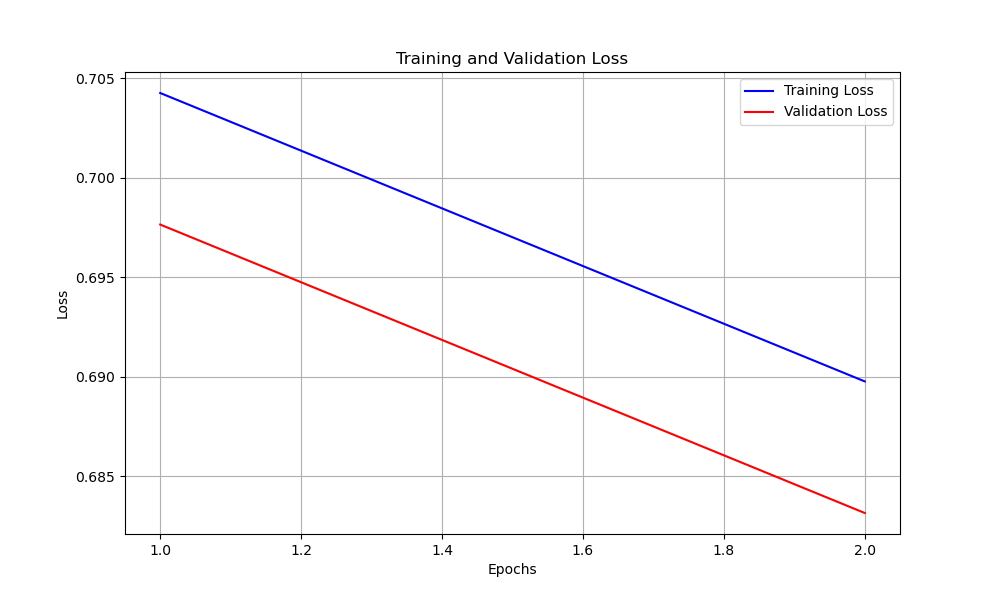 Training and Validation Loss
Training Loss
Validation Loss
0.705
0.700
0.695
0.690
0.685
Loss
1.0 1.2 1.4 1.6 1.8 2.0
Epochs